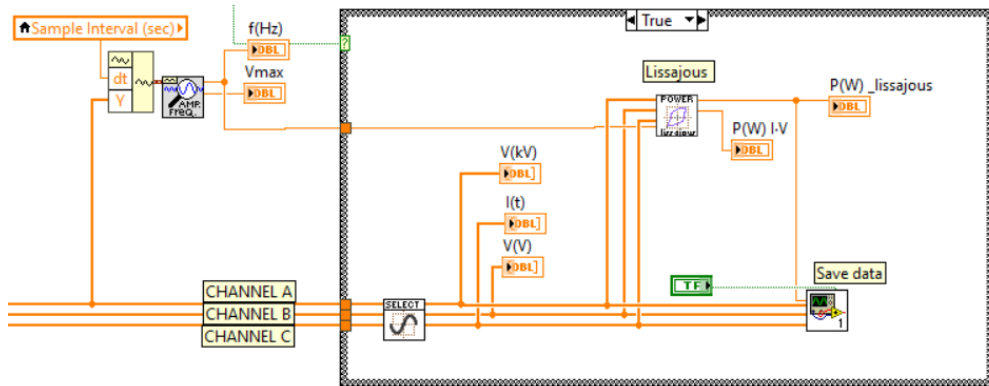 True
Sample Interval (sec)
f(Hz)
DBL
?
dt
Y
AMP.
FREQ.
Vmax
DBL
Lissajous
POWER
lissajous
P(W) _lissajous
DBL
P(W) I·V
DBL
V(kV)
DBL]
I(t)
DBL]
V(V)
DBL]
CHANNEL A
CHANNEL B
CHANNEL C
SELECT
TF
Save data
1